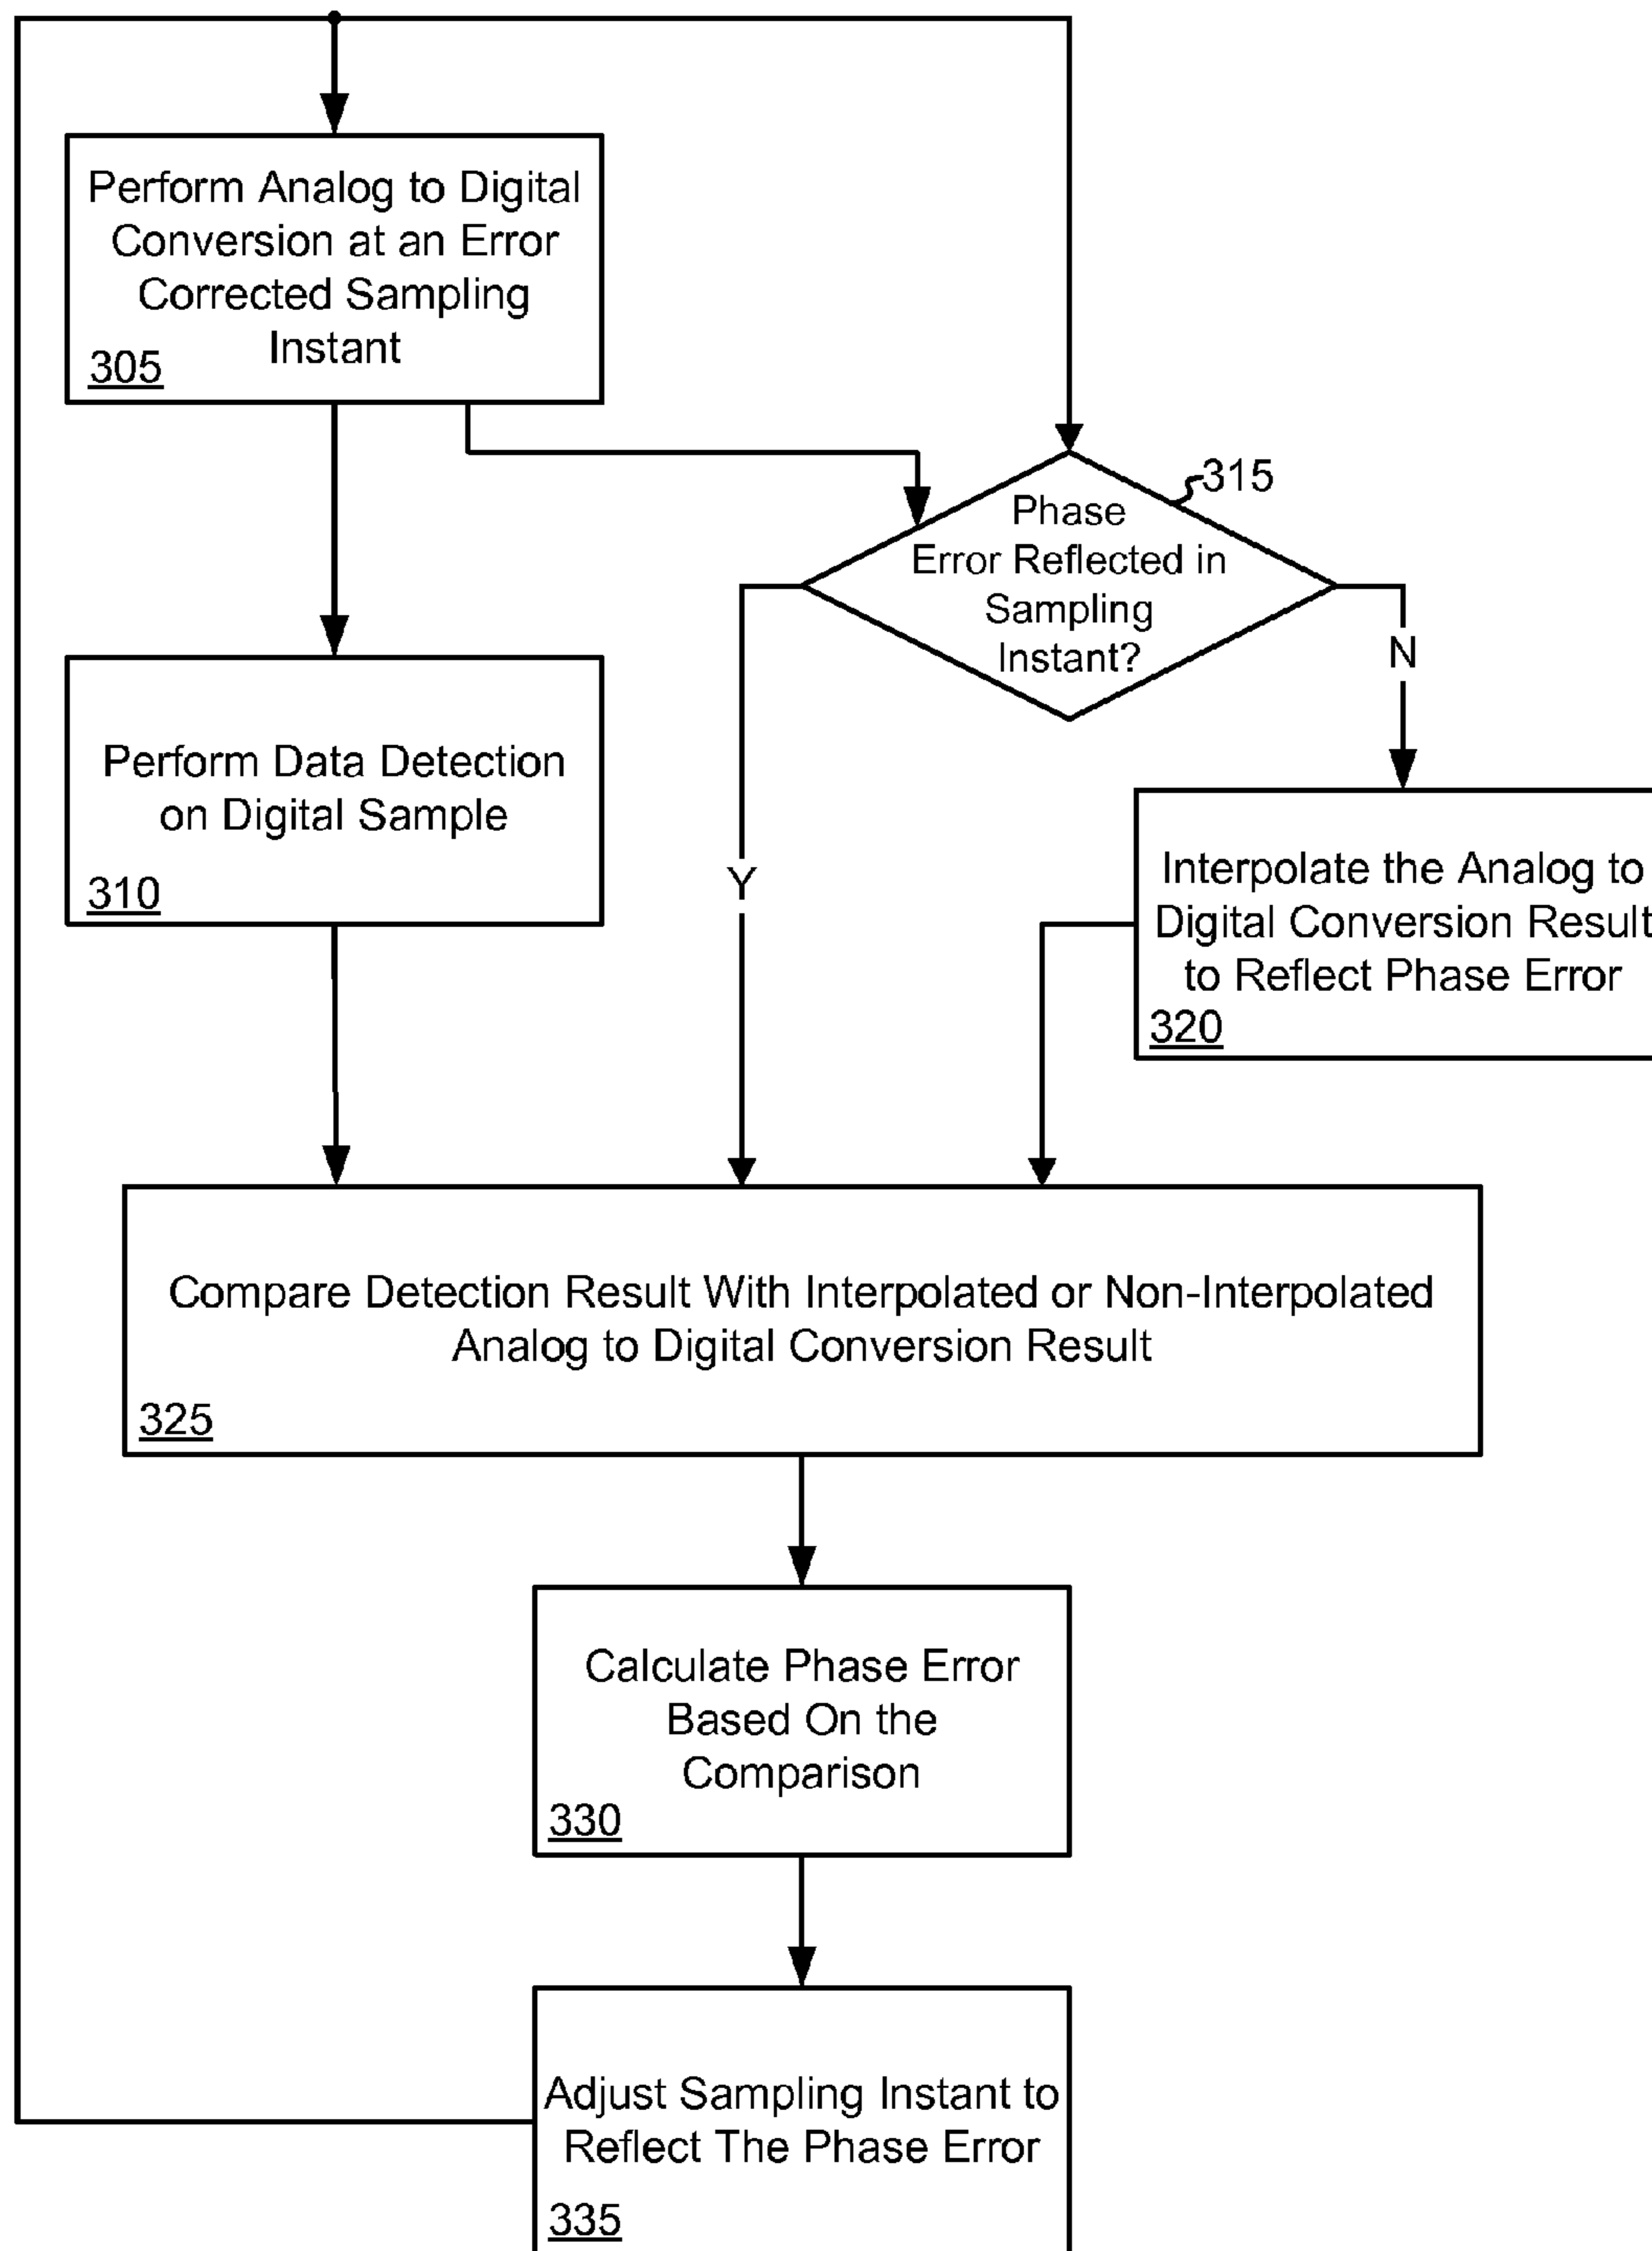 Perform Analog to Digital
Conversion at an Error
Corrected Sampling
Instant
305
315
Phase
Error Reflected in
Sampling
Instant?
N
Perform Data Detection
on Digital Sample
310
Y
Interpolate the Analog to
Digital Conversion Result
to Reflect Phase Error
320
Compare Detection Result With Interpolated or Non-Interpolated
Analog to Digital Conversion Result
325
Calculate Phase Error
Based On the
Comparison
330
Adjust Sampling Instant to
Reflect The Phase Error
335